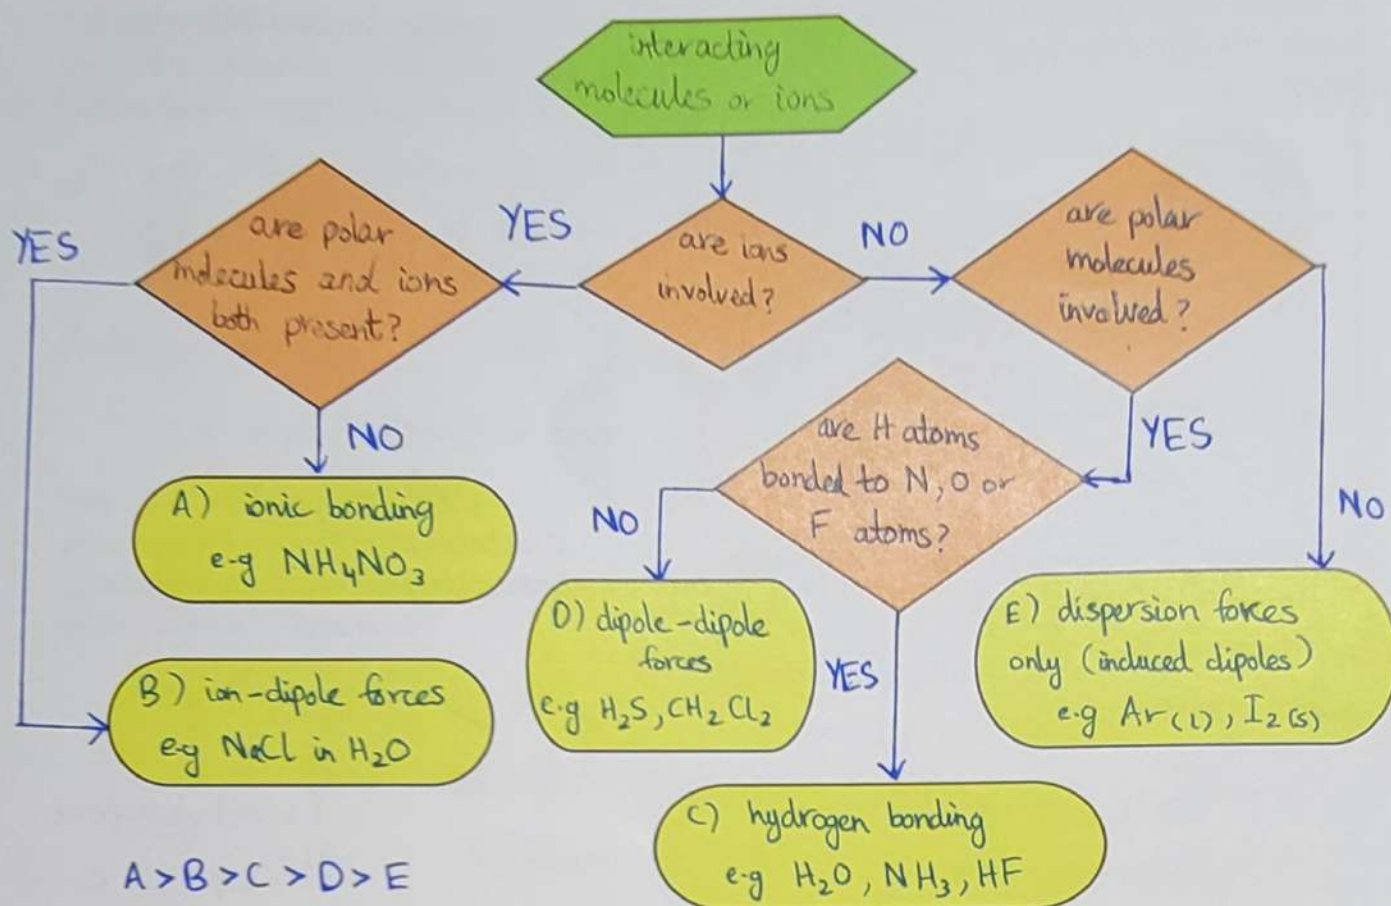 interacting
molecules or ions
are ions
involved?
YES
NO
are polar
molecules and ions
both present?
YES
NO
A) ionic bonding
e-g NH₄NO₃
B) ion-dipole forces
e-g NaCl in H₂O
are polar
molecules
involved?
YES
NO
are H atoms
bonded to N, O or
F atoms?
NO
YES
D) dipole-dipole
forces
e.g H₂S, CH₂Cl₂
E) dispersion forces
only (induced dipoles)
e.g Ar(l), I₂(s)
C) hydrogen bonding
e-g H₂O, NH₃, HF
A > B > C > D > E